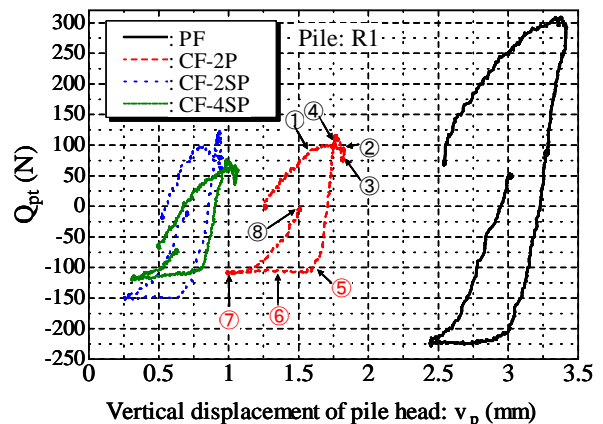 : PF
: CF-2P
: CF-2SP
: CF-4SP
Pile: R1
① ④ ② ③ ⑧ ⑤ ⑥ ⑦
Q_pt (N)
300
250
200
150
100
50
0
-50
-100
-150
-200
-250
0 0.5 1 1.5 2 2.5 3 3.5
Vertical displacement of pile head: v_p (mm)